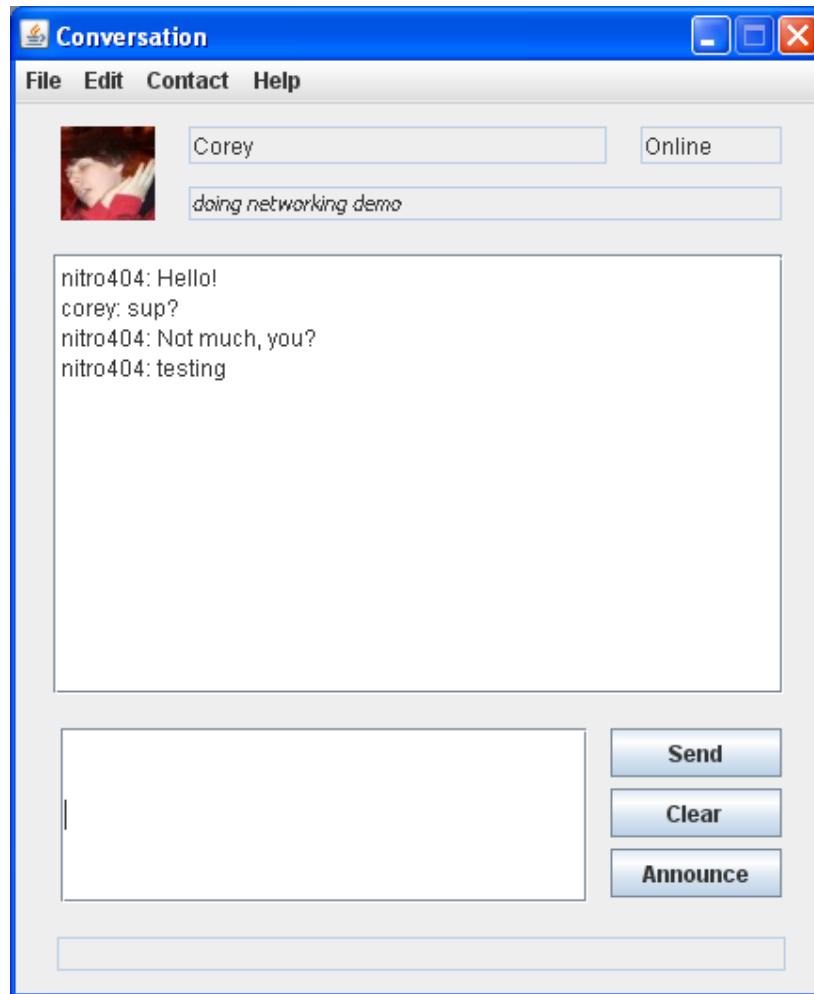 Conversation
File Edit Contact Help
Corey Online
doing networking demo
nitro404: Hello!
corey: sup?
nitro404: Not much, you?
nitro404: testing
Send
Clear
Announce